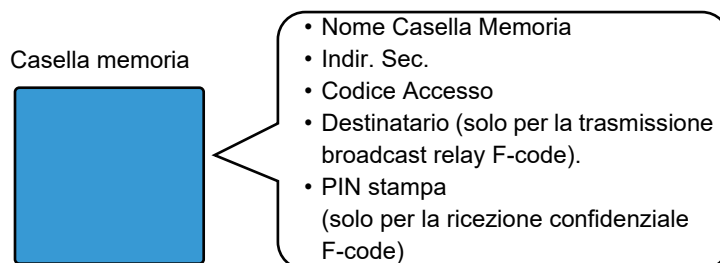 Casella memoria
• Nome Casella Memoria
• Indir. Sec.
• Codice Accesso
• Destinatario (solo per la trasmissione
broadcast relay F-code).
• PIN stampa
(solo per la ricezione confidenziale
F-code)